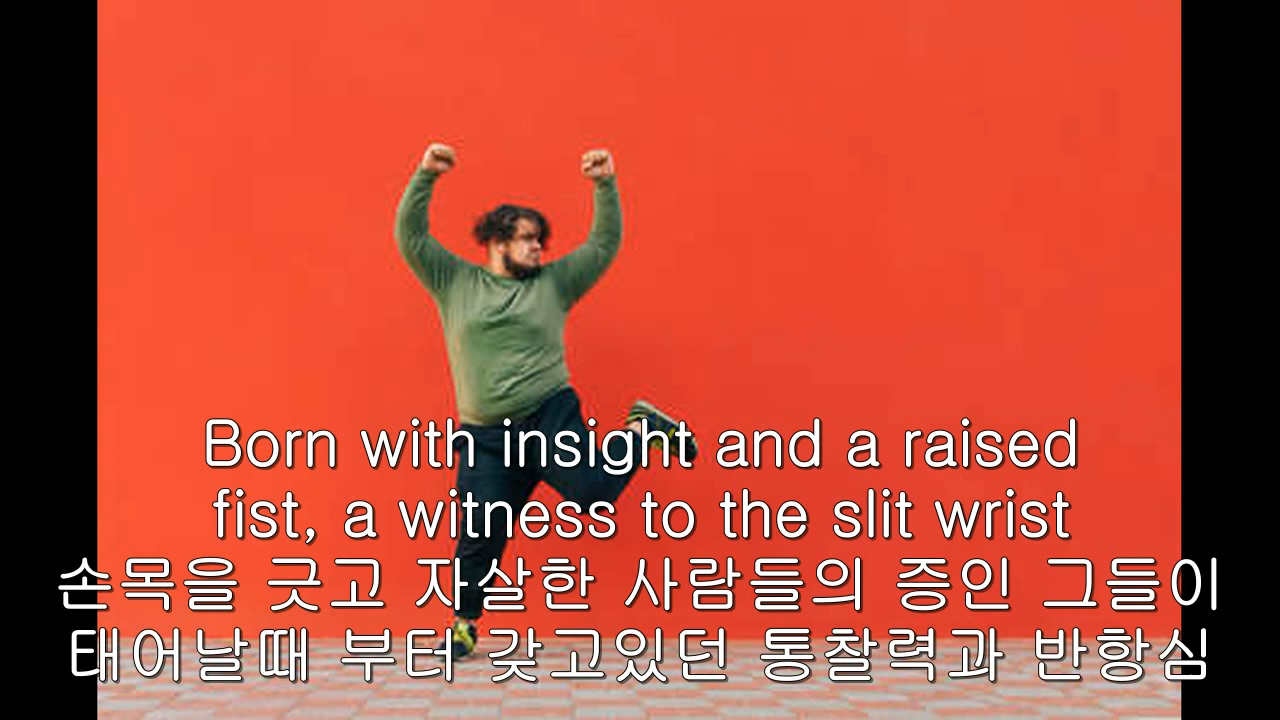 Born with insight and a raised
fist, a witness to the slit wrist
손목을 긋고 자살한 사람들의 증인 그들이
태어날때 부터 갖고있던 통찰력과 반항심